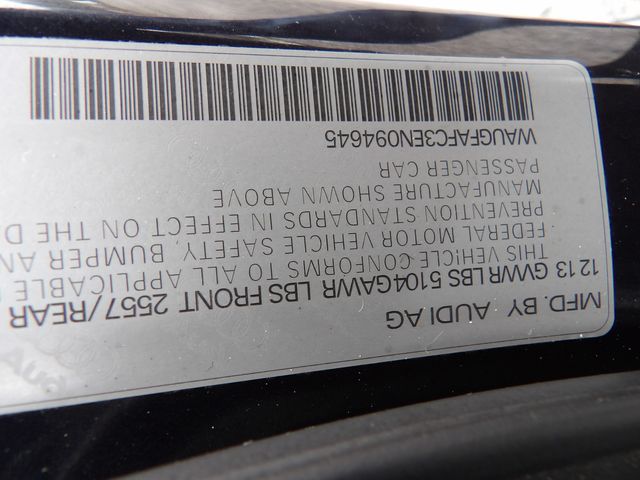 MFD. BY AUDI AG
12 13 GVWR LBS 5104GAWR LBS FRONT 2557/REAR
THIS VEHICLE CONFORMS TO ALL APPLICABLE
FEDERAL MOTOR VEHICLE SAFETY, BUMPER AN
PREVENTION STANDARDS IN EFFECT ON THE D
MANUFACTURE SHOWN ABOVE
PASSENGER CAR
WAUGFAFC3EN094645